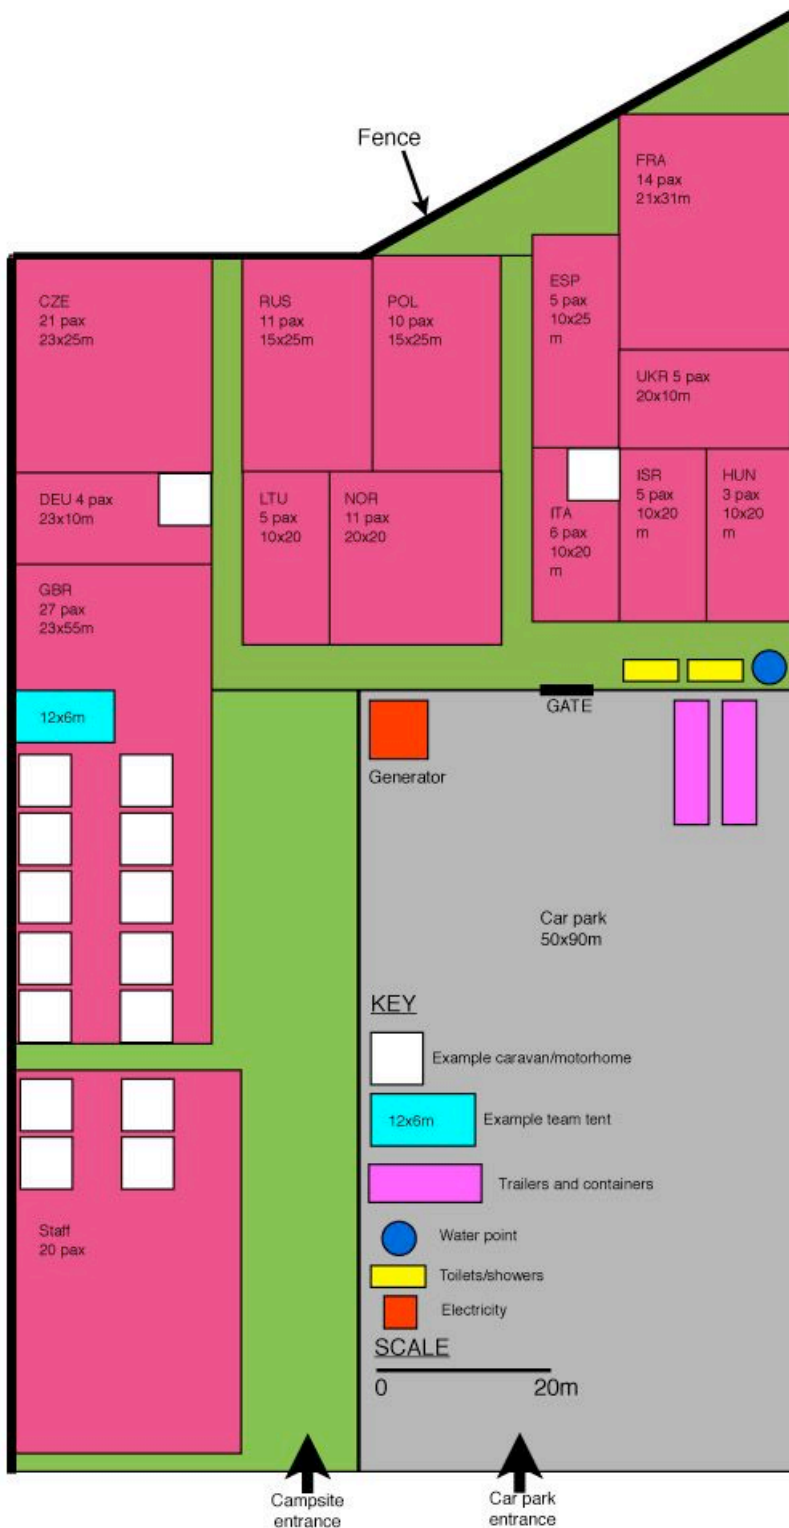 Fence
FRA
14 pax
21x31m
CZE
21 pax
23x25m
RUS
11 pax
15x25m
POL
10 pax
15x25m
ESP
5 pax
10x25
m
UKR 5 pax
20x10m
DEU 4 pax
23x10m
LTU
5 pax
10x20
NOR
11 pax
20x20
ITA
6 pax
10x20
m
ISR
5 pax
10x20
m
HUN
3 pax
10x20
m
GBR
27 pax
23x55m
12x6m
GATE
Generator
Car park
50x90m
KEY
Example caravan/motorhome
12x6m
Example team tent
Trailers and containers
Water point
Toilets/showers
Electricity
SCALE
0
20m
Staff
20 pax
Campsite
entrance
Car park
entrance